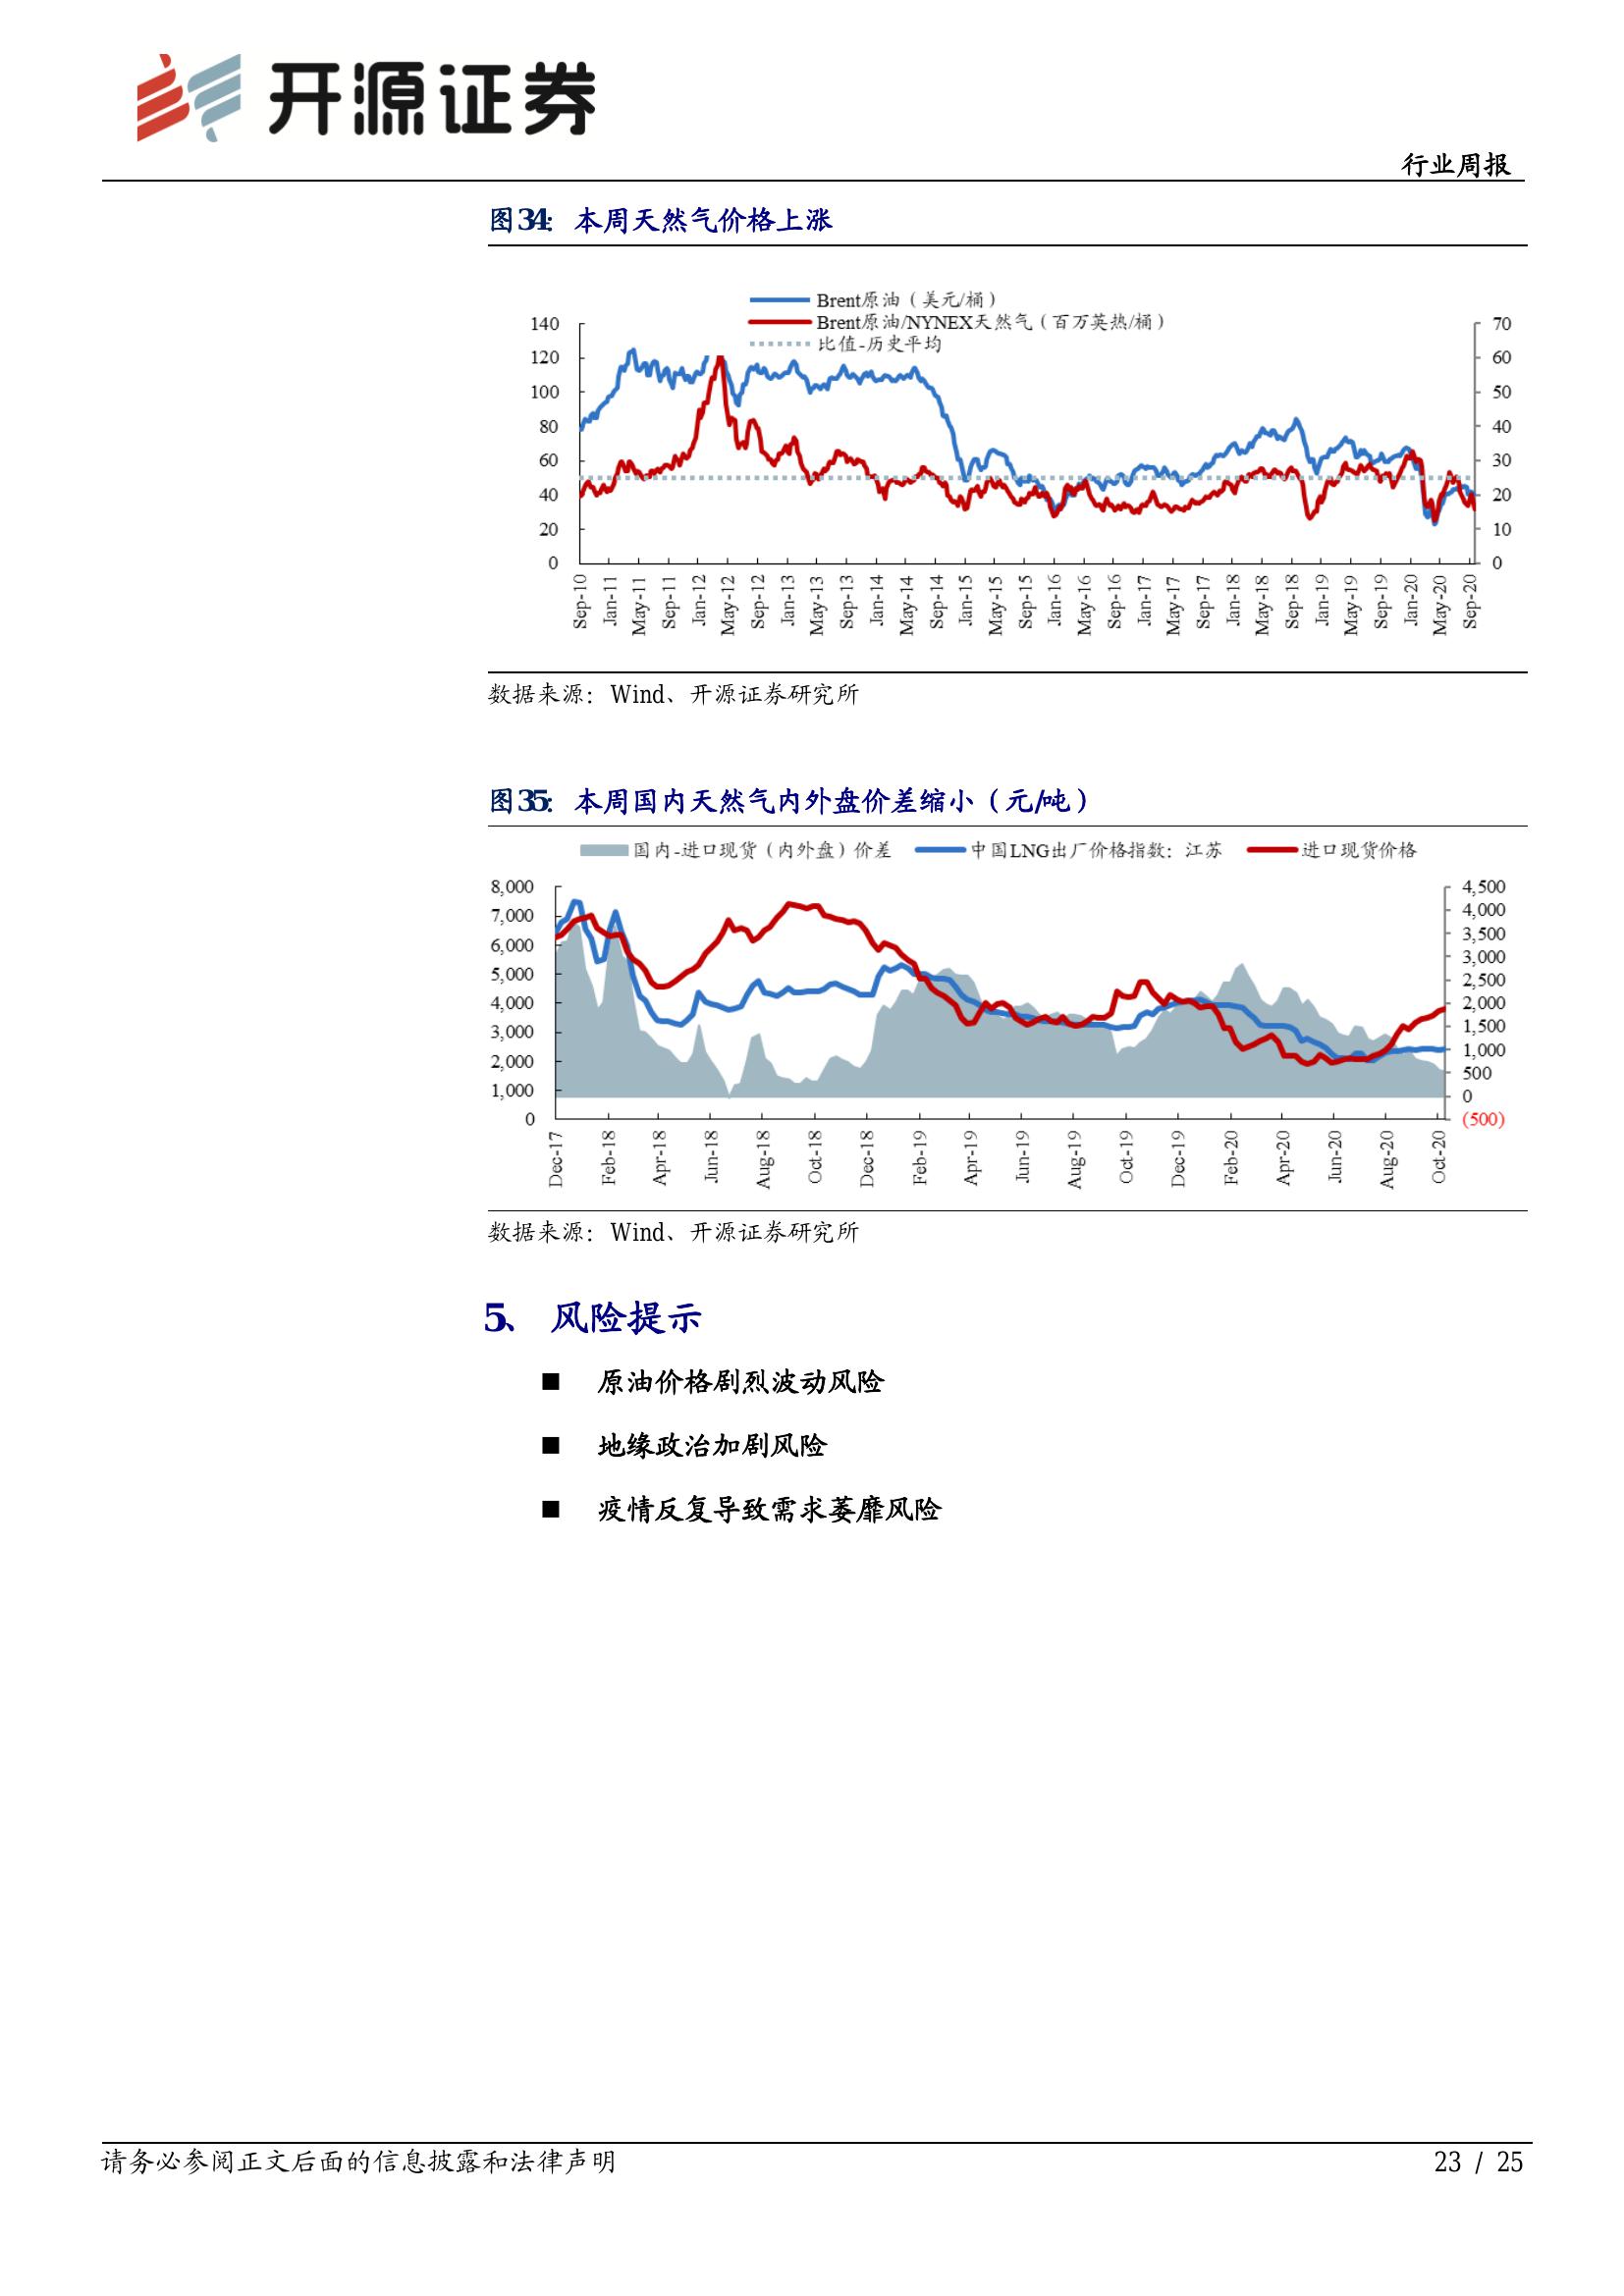 开源证券
行业周报
图34： 本周天然气价格上涨
Brent原油（美元/桶）
Brent原油/NYNEX天然气（百万英热/桶）
比值-历史平均
140
120
100
80
60
40
20
0
70
60
50
40
30
20
10
0
Sep-10
Jan-11
May-11
Sep-11
Jan-12
May-12
Sep-12
Jan-13
May-13
Sep-13
Jan-14
May-14
Sep-14
Jan-15
May-15
Sep-15
Jan-16
May-16
Sep-16
Jan-17
May-17
Sep-17
Jan-18
May-18
Sep-18
Jan-19
May-19
Sep-19
Jan-20
May-20
Sep-20
数据来源：Wind、开源证券研究所
图35： 本周国内天然气内外盘价差缩小（元/吨）
国内-进口现货（内外盘）价差 中国LNG出厂价格指数：江苏 进口现货价格
8,000
7,000
6,000
5,000
4,000
3,000
2,000
1,000
0
4,500
4,000
3,500
3,000
2,500
2,000
1,500
1,000
500
0
(500)
Dec-17
Feb-18
Apr-18
Jun-18
Aug-18
Oct-18
Dec-18
Feb-19
Apr-19
Jun-19
Aug-19
Oct-19
Dec-19
Feb-20
Apr-20
Jun-20
Aug-20
Oct-20
数据来源：Wind、开源证券研究所
5、 风险提示
■ 原油价格剧烈波动风险
■ 地缘政治加剧风险
■ 疫情反复导致需求萎靡风险
请务必参阅正文后面的信息披露和法律声明
23 / 25